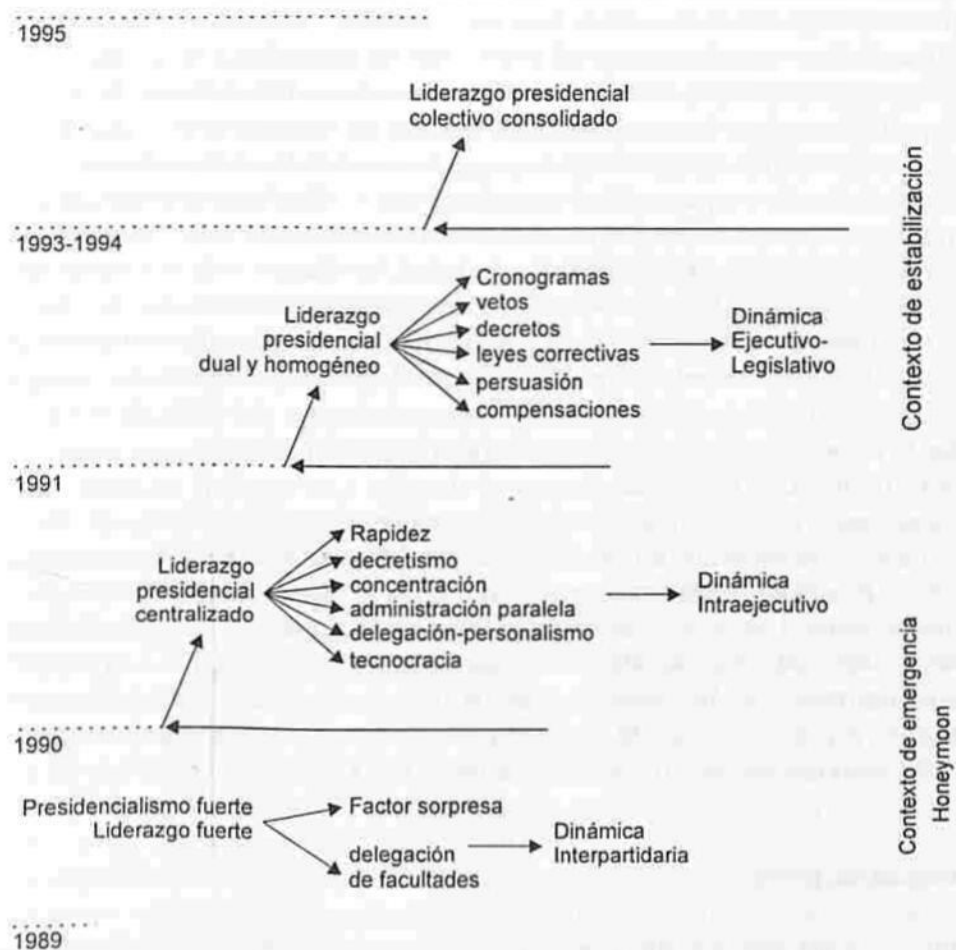 1995
Liderazgo presidencial
colectivo consolidado
1993-1994
Liderazgo
presidencial
dual y homogéneo
Cronogramas
vetos
decretos
leyes correctivas
persuasión
compensaciones
Dinámica
Ejecutivo-
Legislativo
Contexto de estabilización
1991
Liderazgo
presidencial
centralizado
Rapidez
decretismo
concentración
administración paralela
delegación-personalismo
tecnocracia
Dinámica
Intraejecutivo
1990
Presidencialismo fuerte
Liderazgo fuerte
Factor sorpresa
delegación
de facultades
Dinámica
Interpartidaria
Contexto de emergencia
Honeymoon
1989